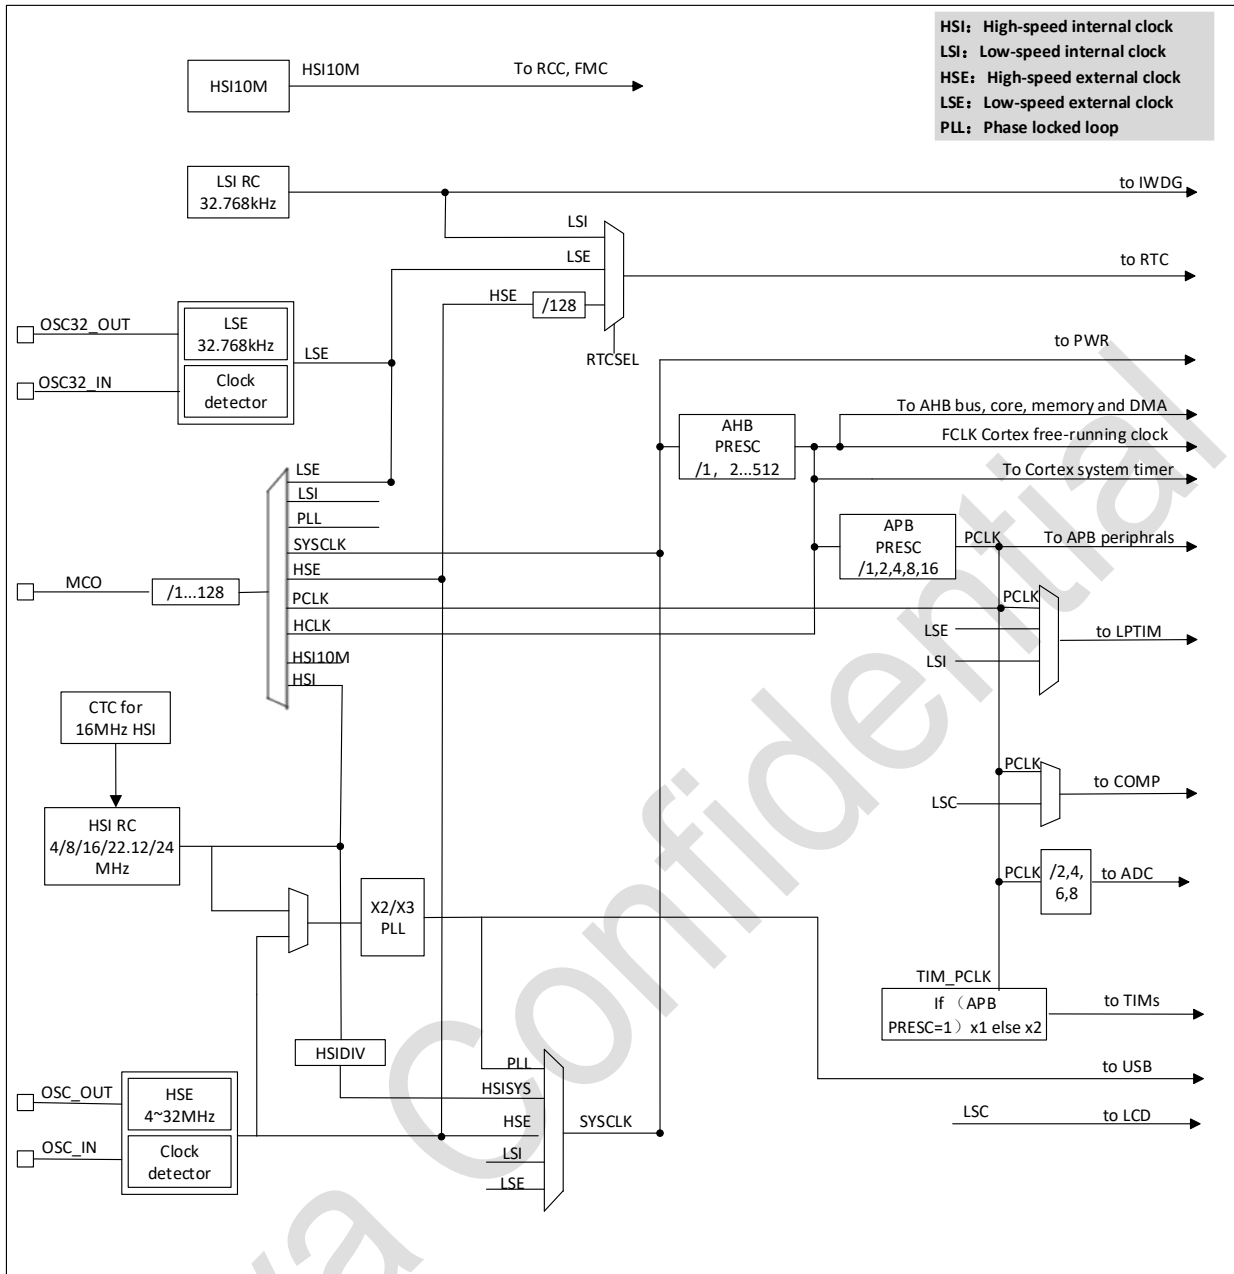 HSI：High-speed internal clock
LSI：Low-speed internal clock
HSE：High-speed external clock
LSE：Low-speed external clock
PLL：Phase locked loop
HSI10M
HSI10M
To RCC, FMC
LSI RC
32.768kHz
to IWDG
LSI
LSE
to RTC
HSE
/128
RTCSEL
OSC32_OUT
LSE
32.768kHz
LSE
OSC32_IN
Clock
detector
to PWR
AHB
PRESC
/1，2...512
To AHB bus, core, memory and DMA
FCLK Cortex free-running clock
To Cortex system timer
APB
PRESC
/1,2,4,8,16
PCLK
To APB periphrals
LSE
LSI
PLL
SYSCLK
HSE
PCLK
HCLK
HSI10M
HSI
MCO
/1...128
PCLK
LSE
LSI
to LPTIM
CTC for
16MHz HSI
HSI RC
4/8/16/22.12/24
MHz
PCLK
LSC
to COMP
PCLK
/2,4,
6,8
to ADC
X2/X3
PLL
TIM_PCLK
If （APB
PRESC=1）x1 else x2
to TIMs
HSIDIV
PLL
HSISYS
HSE
LSI
LSE
SYSCLK
to USB
LSC
to LCD
OSC_OUT
HSE
4~32MHz
OSC_IN
Clock
detector
Confidential